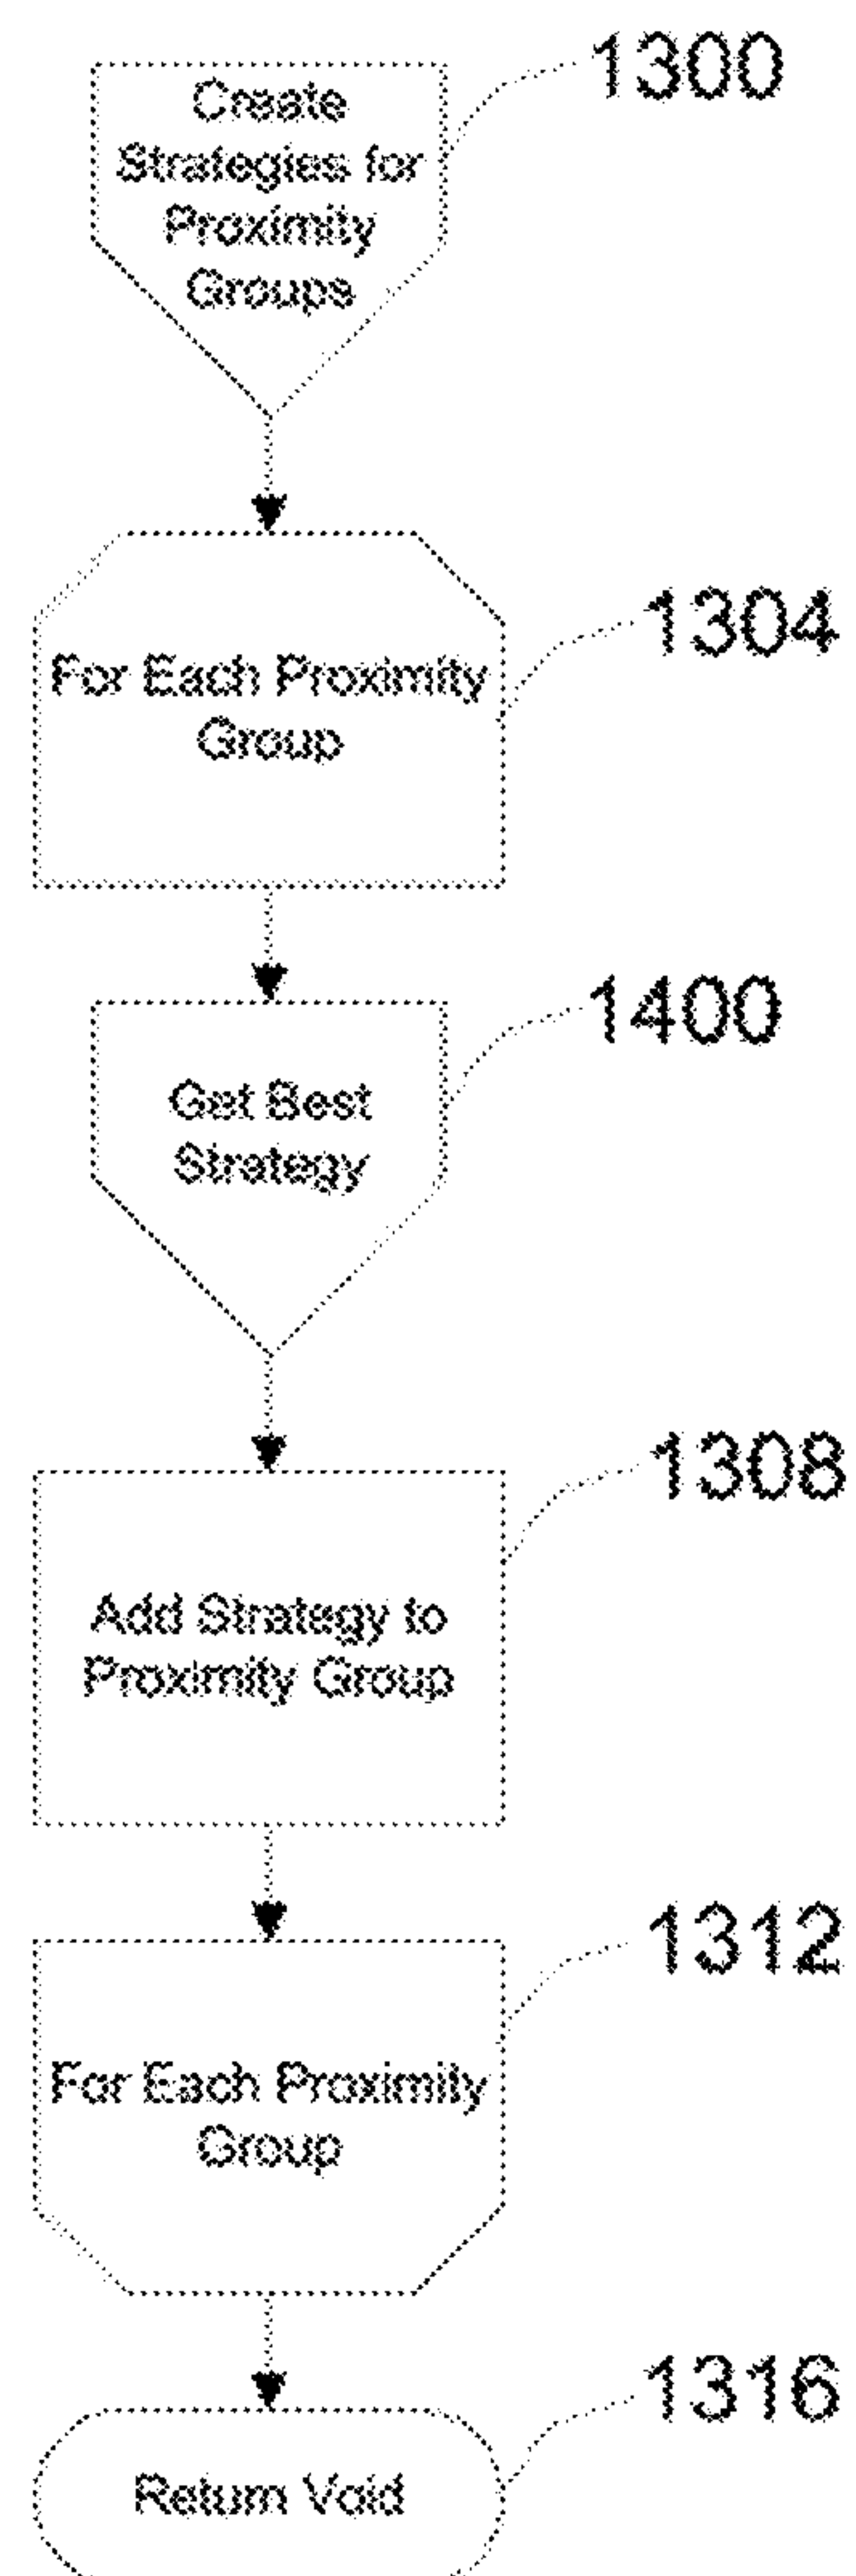 1300
Create
Strategies for
Proximity
Groups
1304
For Each Proximity
Group
1400
Get Best
Strategy
1308
Add Strategy to
Proximity Group
1312
For Each Proximity
Group
1316
Return Void